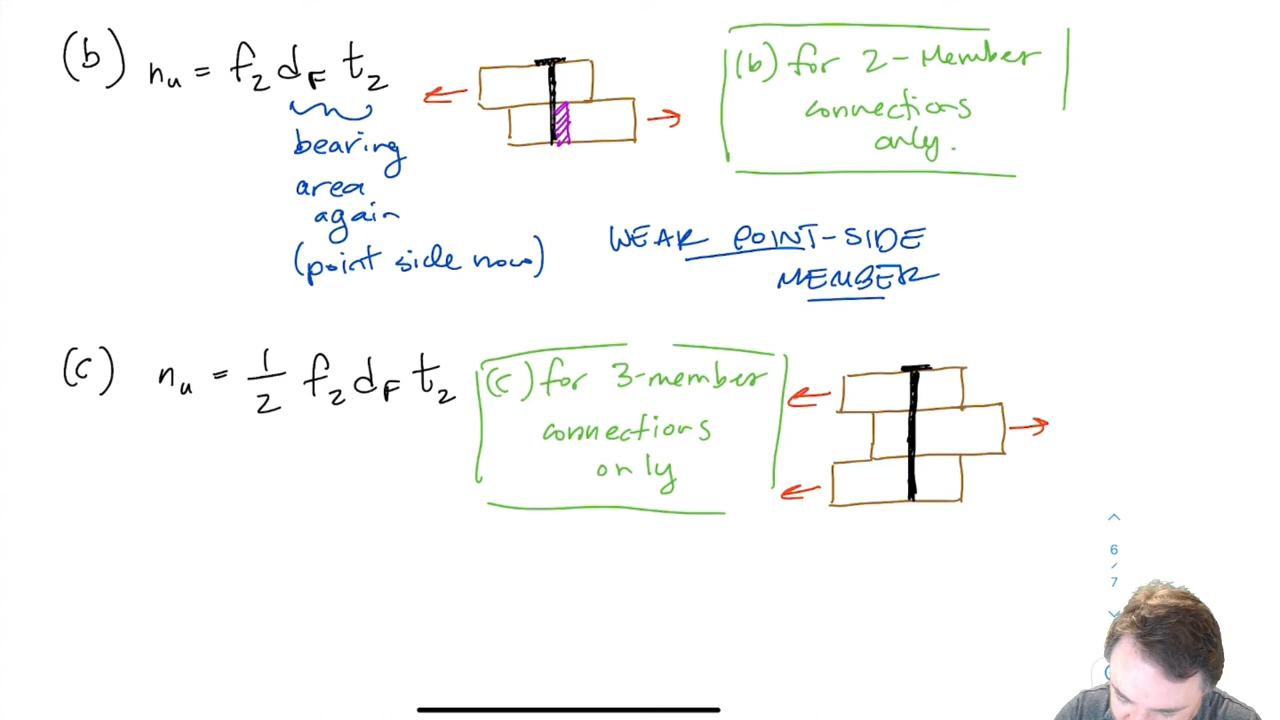 (b) nu = f2 dF t2
bearing
area
again
(point side now)
(b) for 2-Member
connections
only.
WEAK POINT-SIDE
MEMBER
(c) nu = 1/2 f2 dF t2
(c) for 3-member
connections
only
6
/
7